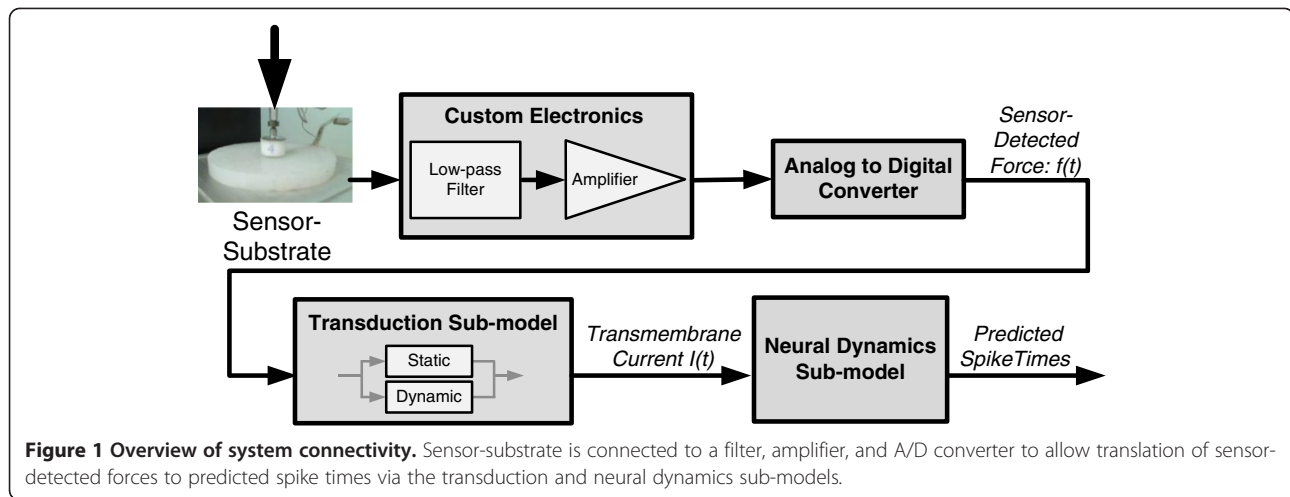 Custom Electronics
Low-pass
Filter
Amplifier
Analog to Digital
Converter
Sensor-
Detected
Force: f(t)
Sensor-
Substrate
Transduction Sub-model
Static
Dynamic
Transmembrane
Current I(t)
Neural Dynamics
Sub-model
Predicted
SpikeTimes
Figure 1 Overview of system connectivity. Sensor-substrate is connected to a filter, amplifier, and A/D converter to allow translation of sensor-
detected forces to predicted spike times via the transduction and neural dynamics sub-models.